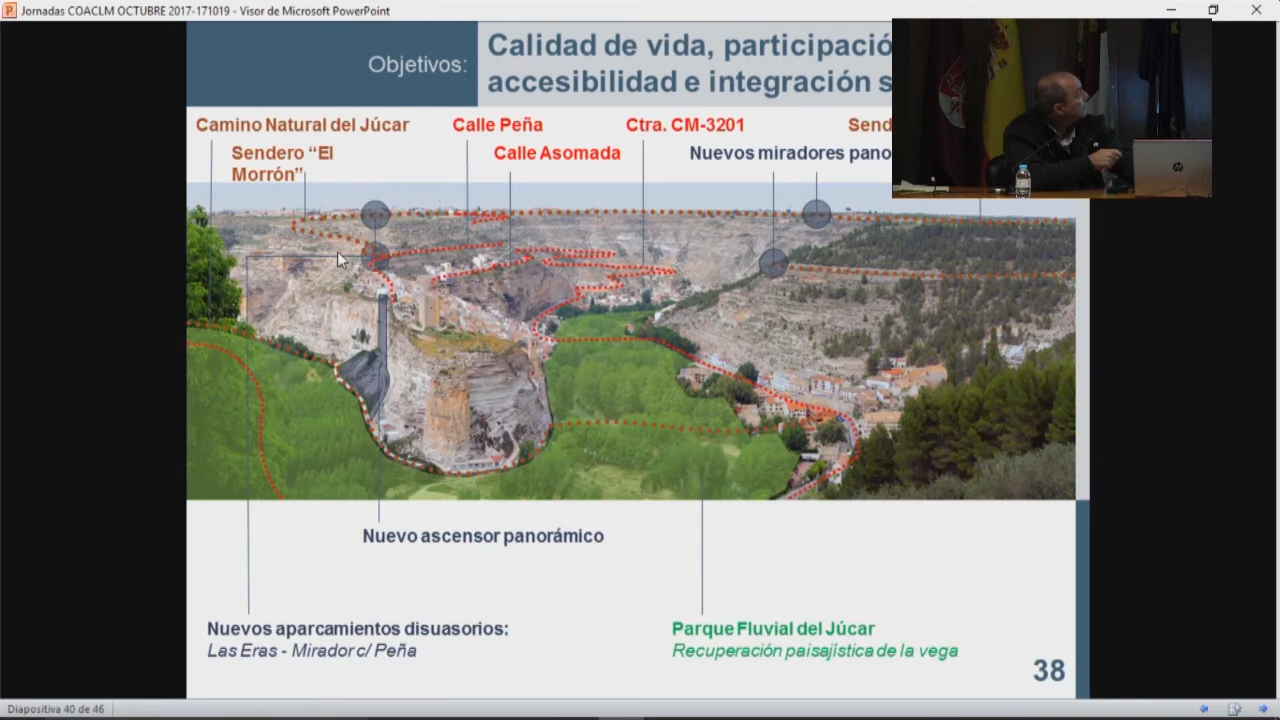 Jornadas COACLM OCTUBRE 2017-171019 - Visor de Microsoft PowerPoint
Objetivos:
Calidad de vida, participació
accesibilidad e integración s
Camino Natural del Júcar
Calle Peña
Ctra. CM-3201
Send
Sendero “El
Morrón”
Calle Asomada
Nuevos miradores pano
hp
Nuevo ascensor panorámico
Nuevos aparcamientos disuasorios:
Las Eras - Mirador c/ Peña
Parque Fluvial del Júcar
Recuperación paisajística de la vega
38
Diapositiva 40 de 46